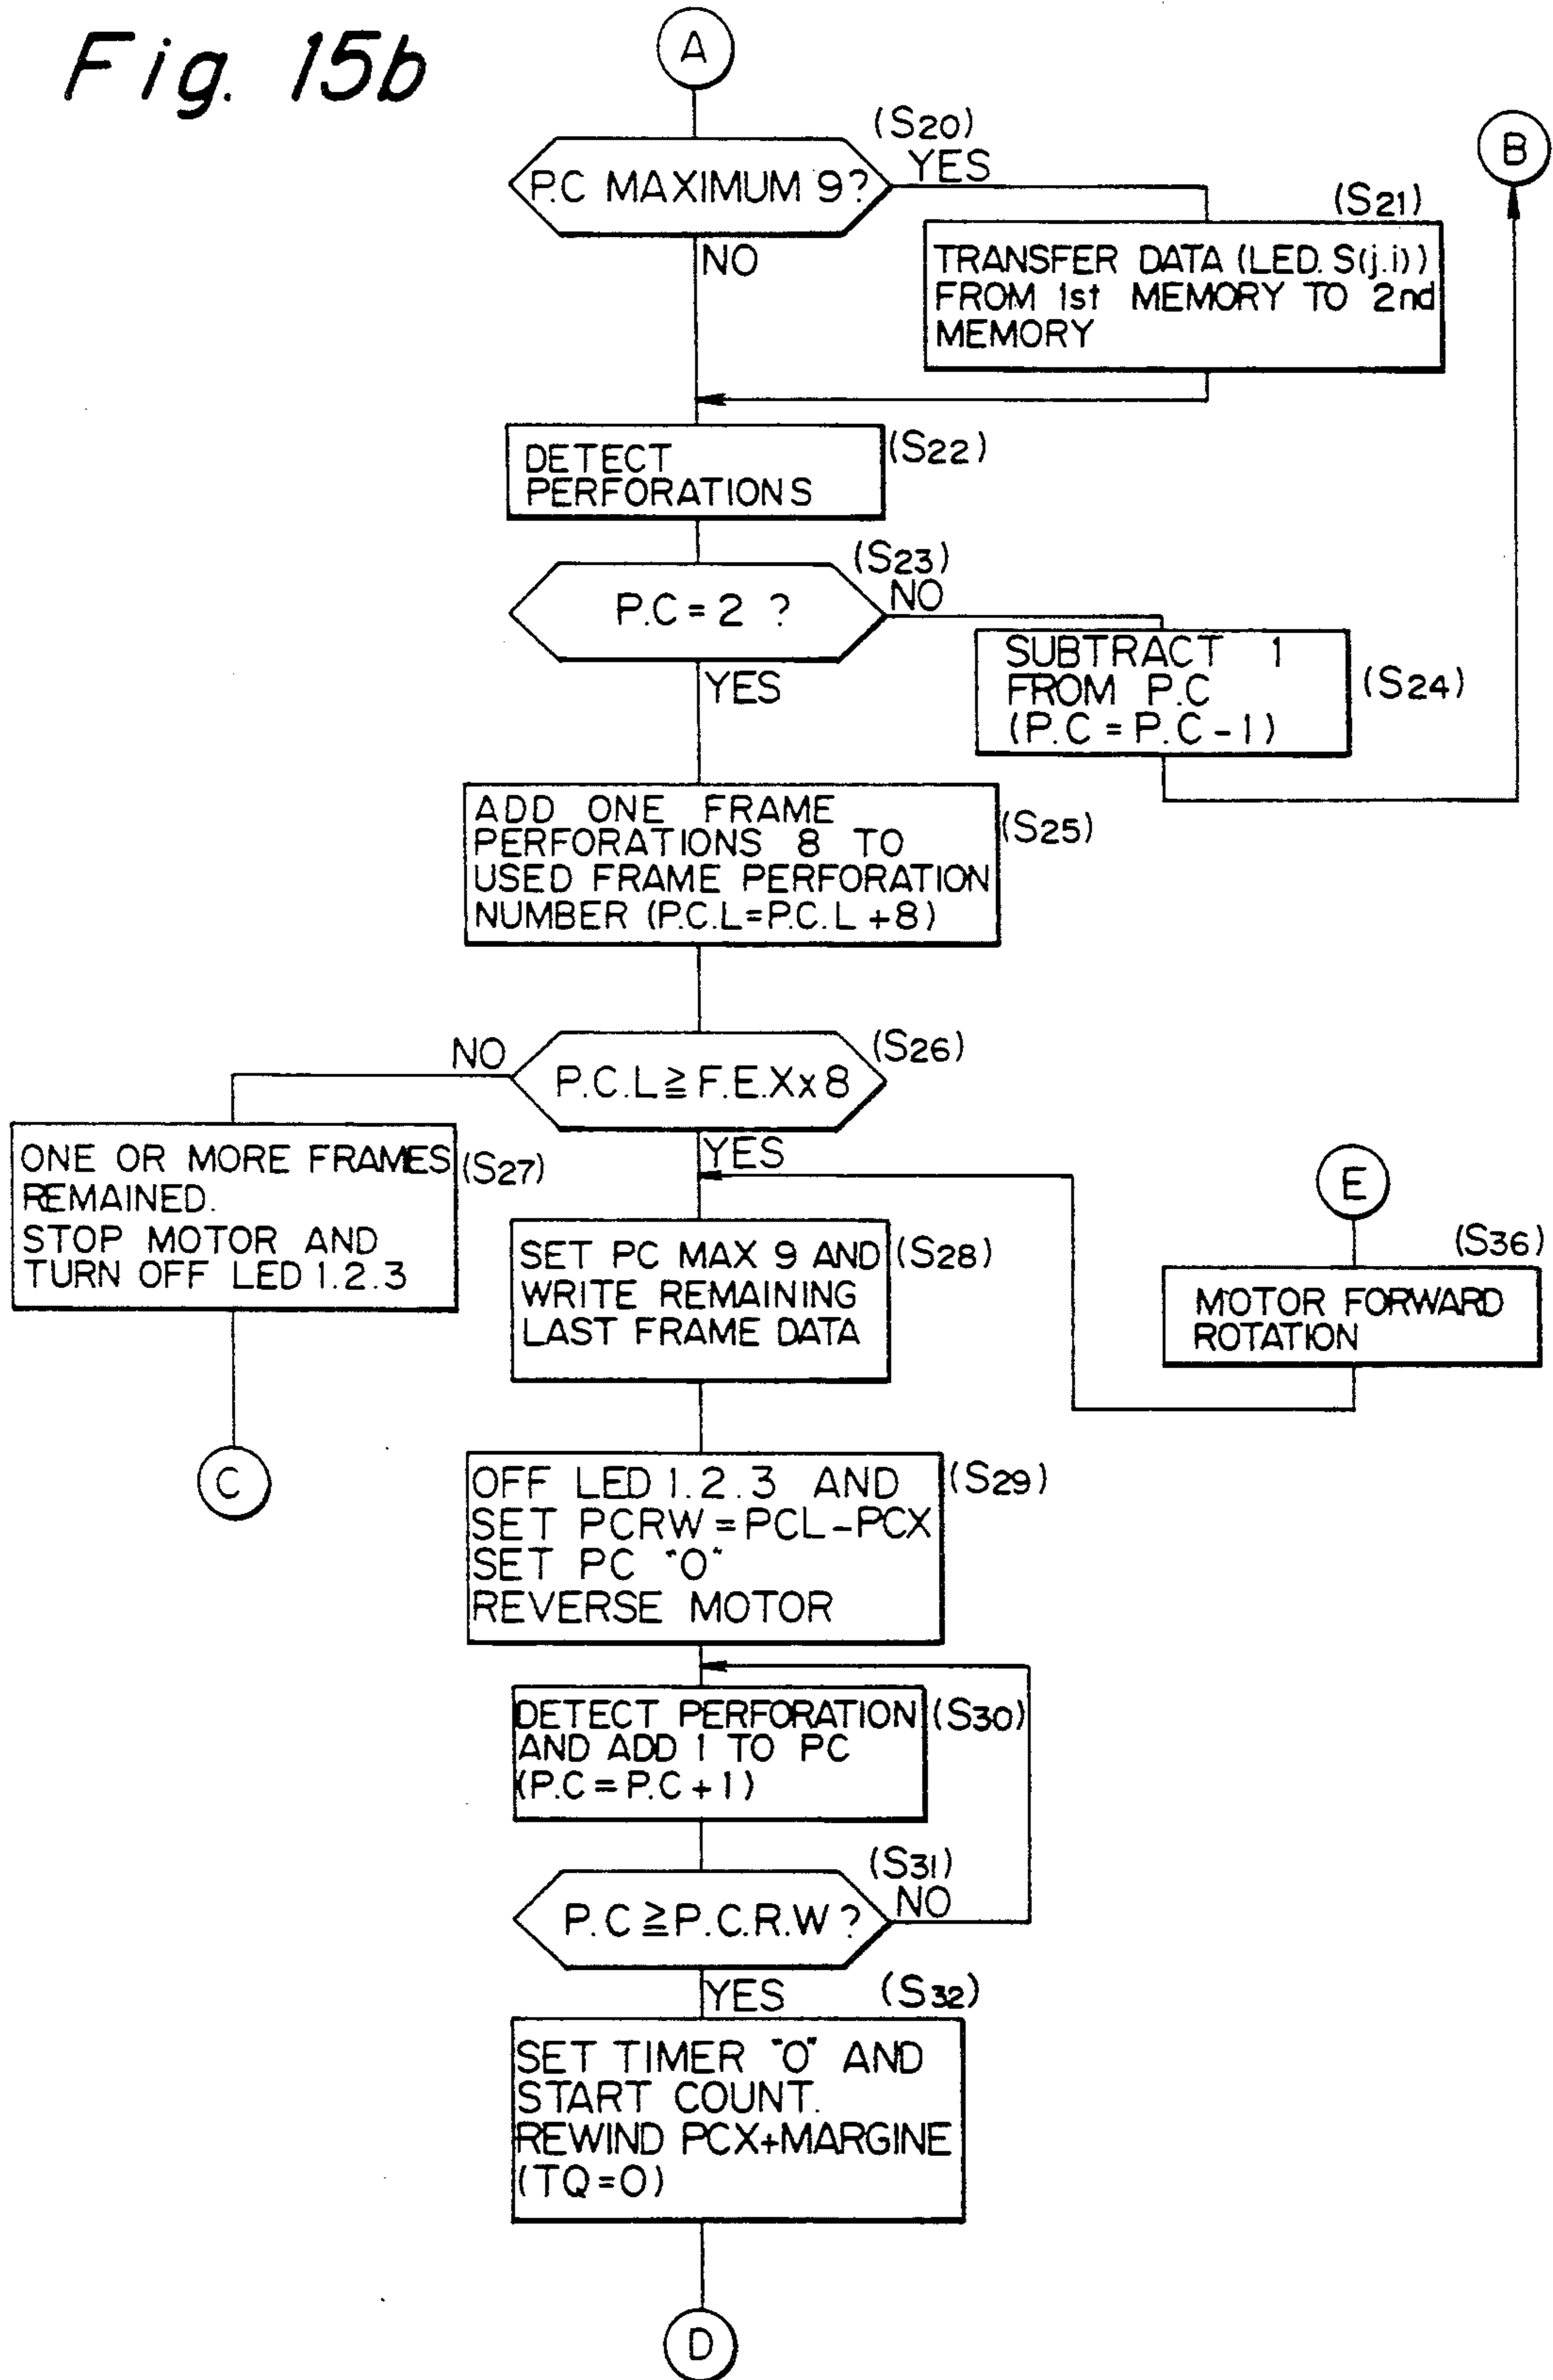 Fig. 15b
A
(S20)
P.C MAXIMUM 9?
YES
NO
B
(S21)
TRANSFER DATA (LED. S(j.i))
FROM 1st MEMORY TO 2nd
MEMORY
DETECT
PERFORATIONS
(S22)
(S23)
P.C = 2 ?
NO
YES
SUBTRACT 1
FROM P.C
(P.C = P.C - 1)
(S24)
ADD ONE FRAME
PERFORATIONS 8 TO
USED FRAME PERFORATION
NUMBER (P.C.L=P.C.L +8)
(S25)
NO
P.C.L ≧ F.E.X x 8
(S26)
YES
ONE OR MORE FRAMES
REMAINED.
STOP MOTOR AND
TURN OFF LED 1.2.3
(S27)
C
SET PC MAX 9 AND
WRITE REMAINING
LAST FRAME DATA
(S28)
E
(S36)
MOTOR FORWARD
ROTATION
OFF LED 1.2.3 AND
SET PCRW = PCL-PCX
SET PC "O"
REVERSE MOTOR
(S29)
DETECT PERFORATION
AND ADD 1 TO PC
(P.C = P.C + 1)
(S30)
(S31)
P.C ≧ P.C.R.W ?
NO
YES
(S32)
SET TIMER "O" AND
START COUNT.
REWIND PCX+MARGINE
(TQ=O)
D